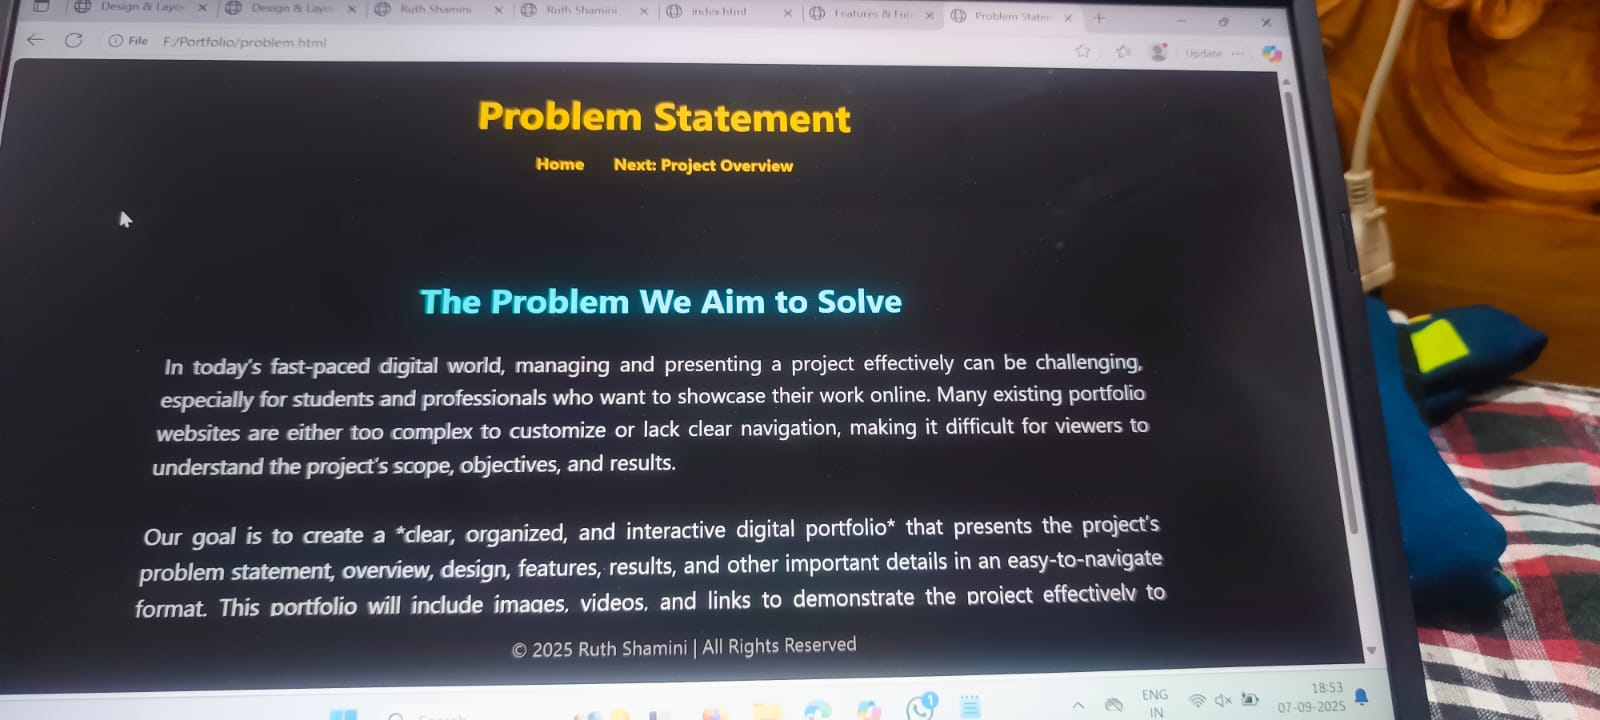 Design & Layo
Design & Layo
Ruth Shamini
Ruth Shamini
index.html
Features & Fun
Problem Staten
File F:/Portfolio/problem.html
Update
Problem Statement
Home Next: Project Overview
The Problem We Aim to Solve
In today's fast-paced digital world, managing and presenting a project effectively can be challenging,
especially for students and professionals who want to showcase their work online. Many existing portfolio
websites are either too complex to customize or lack clear navigation, making it difficult for viewers to
understand the project's scope, objectives, and results.
Our goal is to create a *clear, organized, and interactive digital portfolio* that presents the project's
problem statement, overview, design, features, results, and other important details in an easy-to-navigate
format. This portfolio will include images, videos, and links to demonstrate the project effectively to
© 2025 Ruth Shamini | All Rights Reserved
Search
1
ENG
IN
18:53
07-09-2025